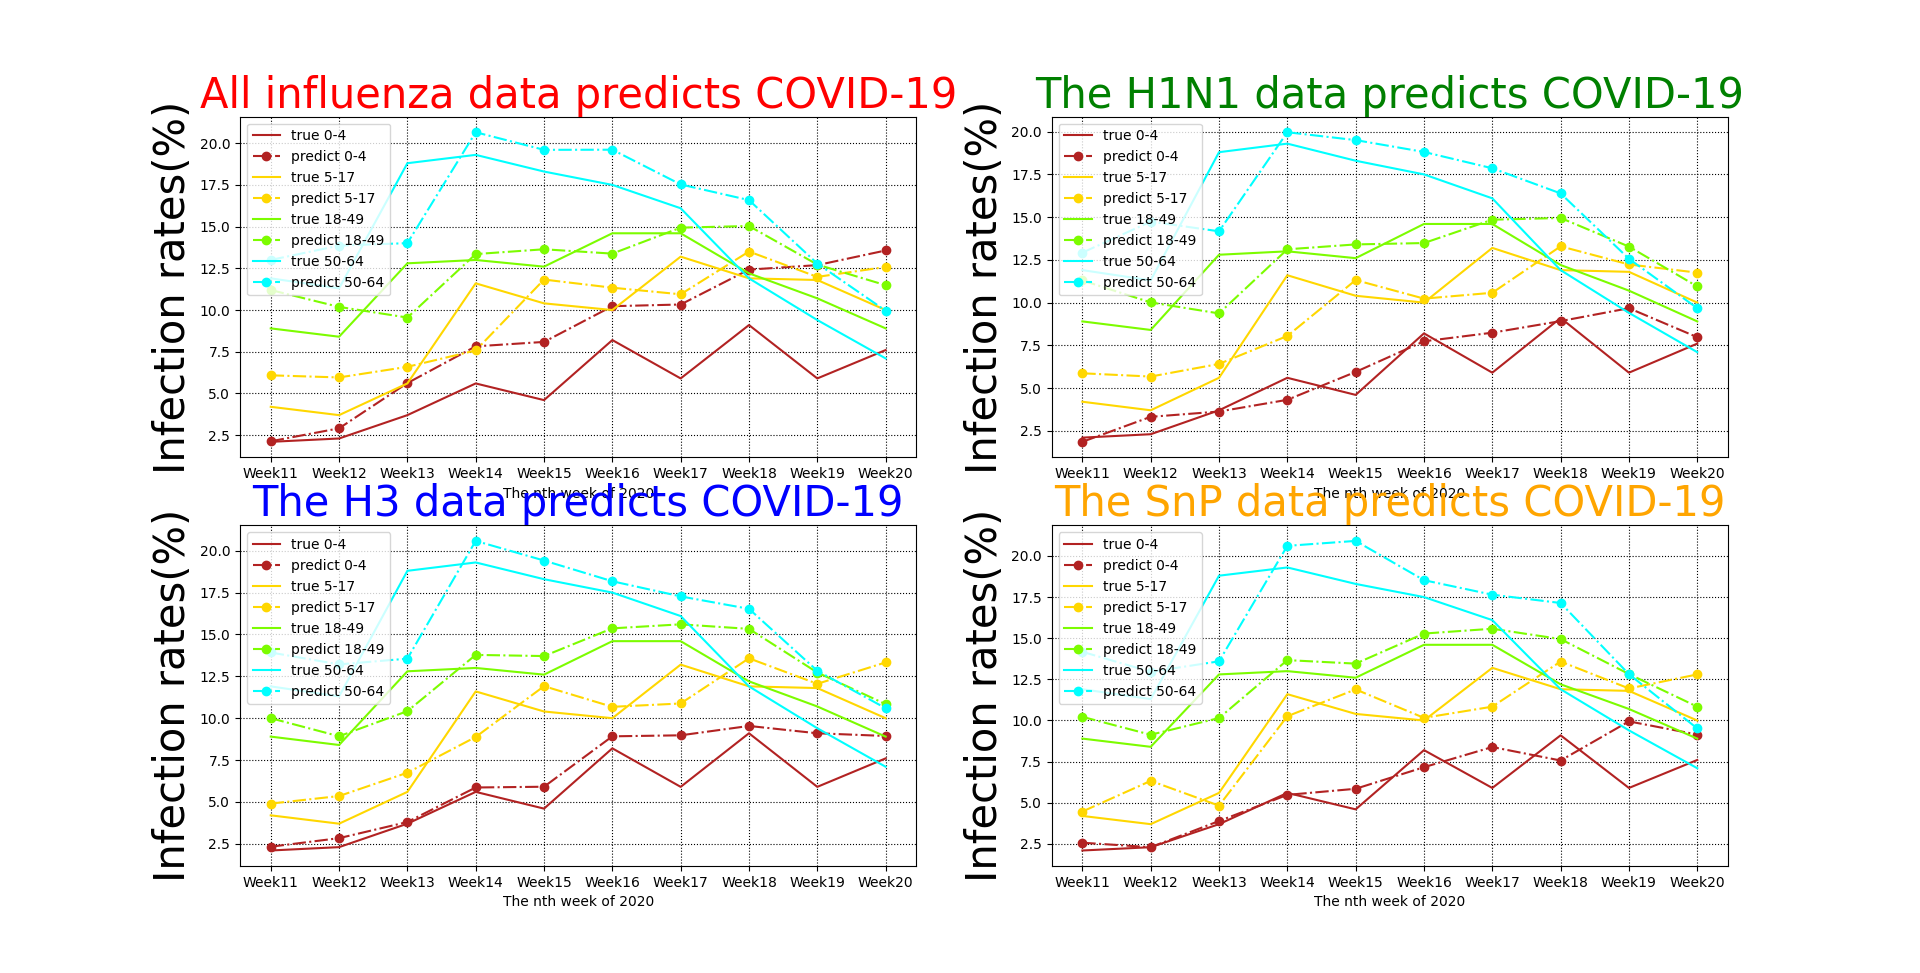 All influenza data predicts COVID-19
Infection rates(%)
20.0
17.5
15.0
12.5
10.0
7.5
5.0
2.5
true 0-4
predict 0-4
true 5-17
predict 5-17
true 18-49
predict 18-49
true 50-64
predict 50-64
Week11 Week12 Week13 Week14 Week15 Week16 Week17 Week18 Week19 Week20
The nth week of 2020
The H1N1 data predicts COVID-19
Infection rates(%)
20.0
17.5
15.0
12.5
10.0
7.5
5.0
2.5
true 0-4
predict 0-4
true 5-17
predict 5-17
true 18-49
predict 18-49
true 50-64
predict 50-64
Week11 Week12 Week13 Week14 Week15 Week16 Week17 Week18 Week19 Week20
The nth week of 2020
The H3 data predicts COVID-19
Infection rates(%)
20.0
17.5
15.0
12.5
10.0
7.5
5.0
2.5
true 0-4
predict 0-4
true 5-17
predict 5-17
true 18-49
predict 18-49
true 50-64
predict 50-64
Week11 Week12 Week13 Week14 Week15 Week16 Week17 Week18 Week19 Week20
The nth week of 2020
The SnP data predicts COVID-19
Infection rates(%)
20.0
17.5
15.0
12.5
10.0
7.5
5.0
2.5
true 0-4
predict 0-4
true 5-17
predict 5-17
true 18-49
predict 18-49
true 50-64
predict 50-64
Week11 Week12 Week13 Week14 Week15 Week16 Week17 Week18 Week19 Week20
The nth week of 2020